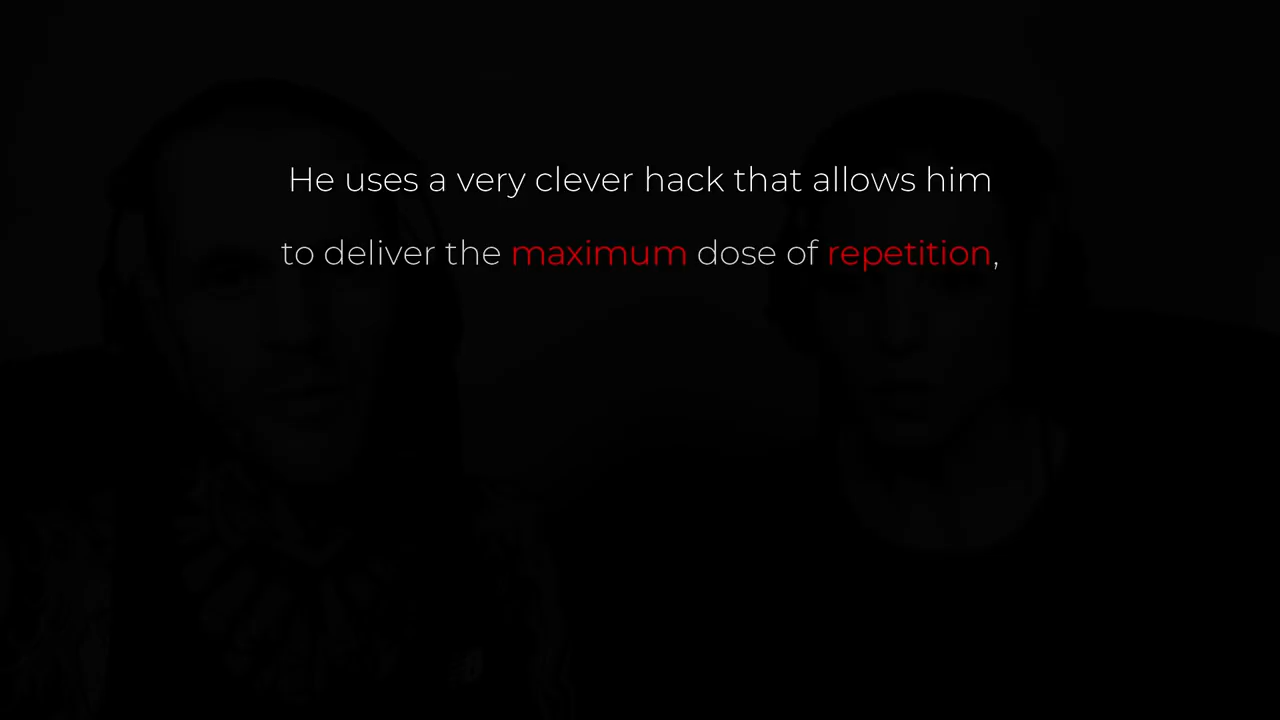 He uses a very clever hack that allows him
to deliver the maximum dose of repetition,